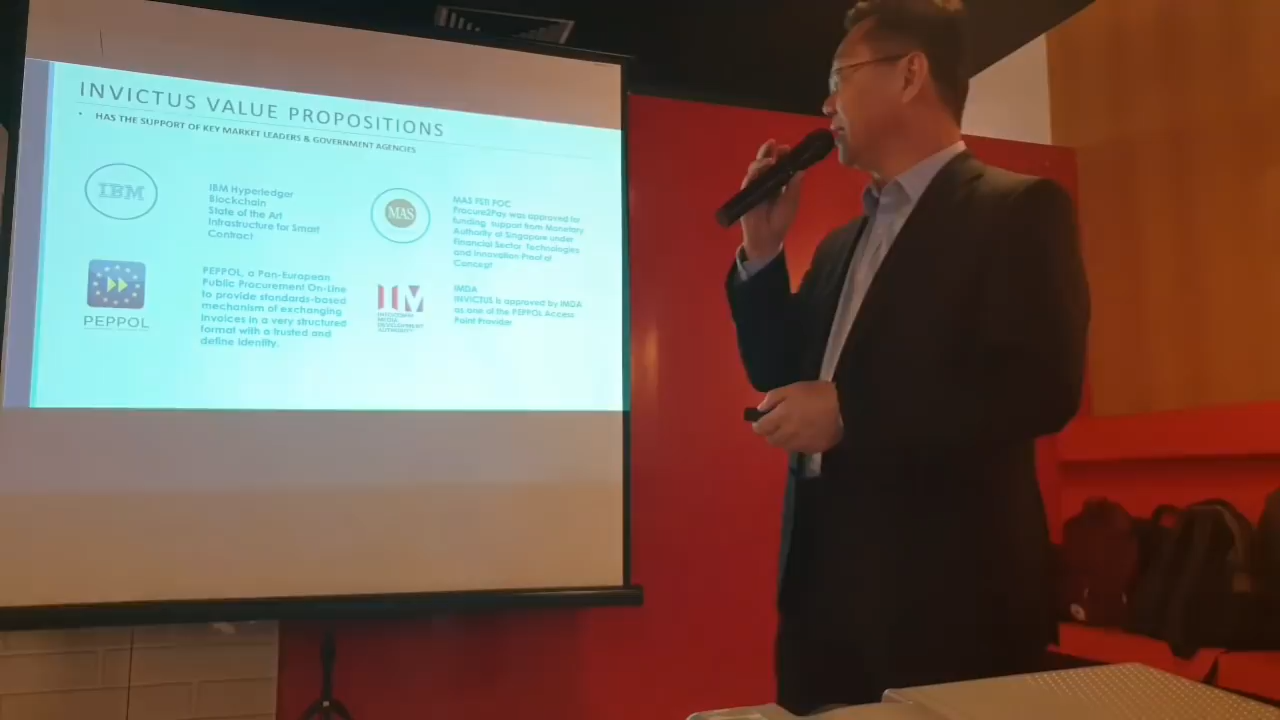 INVICTUS VALUE PROPOSITIONS
• HAS THE SUPPORT OF KEY MARKET LEADERS & GOVERNMENT AGENCIES
IBM
IBM Hyperledger
Blockchain
State of the Art
Infrastructure for Smart
Contract
MAS
MAS FSTI POC
Procure2Pay was approved for
funding support from Monetary
Authority of Singapore under
Financial Sector Technologies
and Innovation Proof of
Concept
PEPPOL
PEPPOL, a Pan-European
Public Procurement On-Line
to provide standards-based
mechanism of exchanging
invoices in a very structured
format with a trusted and
define identity.
INFOCOMM
MEDIA
DEVELOPMENT
AUTHORITY
IMDA
INVICTUS is approved by IMDA
as one of the PEPPOL Access
Point Provider